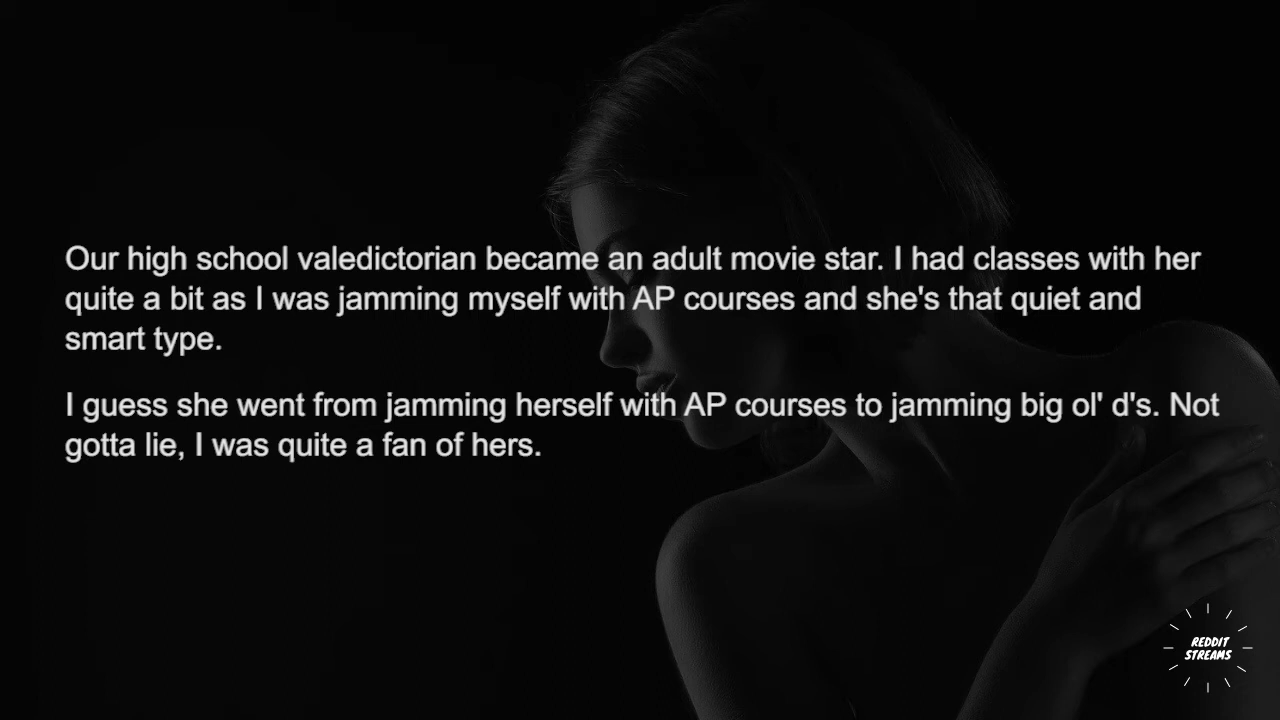 Our high school valedictorian became an adult movie star. I had classes with her
quite a bit as I was jamming myself with AP courses and she's that quiet and
smart type.
I guess she went from jamming herself with AP courses to jamming big ol' d's. Not
gotta lie, I was quite a fan of hers.
REDDIT
STREAMS